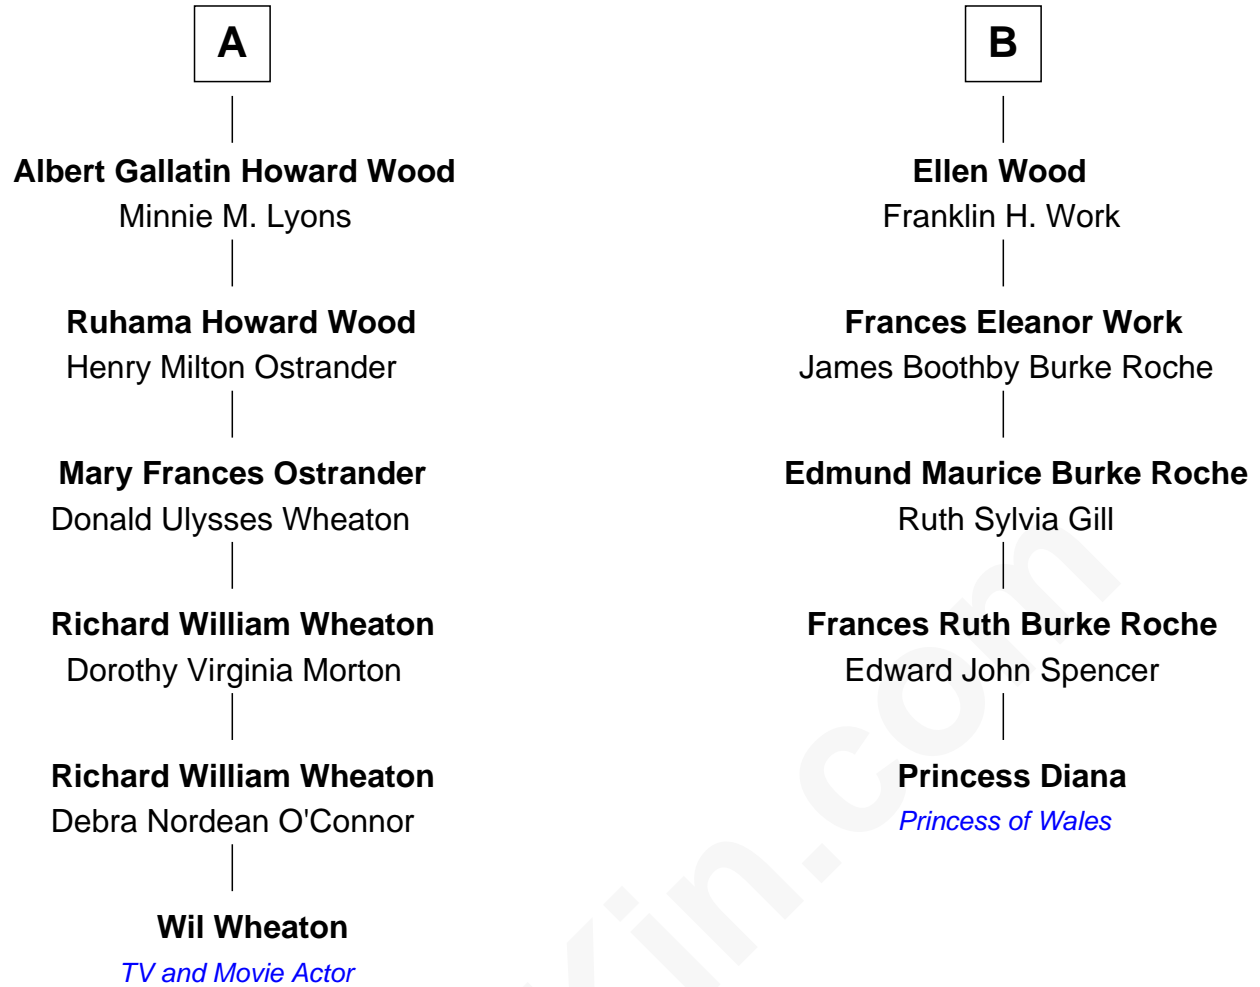 A
Albert Gallatin Howard Wood
Minnie M. Lyons
Ruhama Howard Wood
Henry Milton Ostrander
Mary Frances Ostrander
Donald Ulysses Wheaton
Richard William Wheaton
Dorothy Virginia Morton
Richard William Wheaton
Debra Nordean O'Connor
Wil Wheaton
TV and Movie Actor
B
Ellen Wood
Franklin H. Work
Frances Eleanor Work
James Boothby Burke Roche
Edmund Maurice Burke Roche
Ruth Sylvia Gill
Frances Ruth Burke Roche
Edward John Spencer
Princess Diana
Princess of Wales
Kin.com